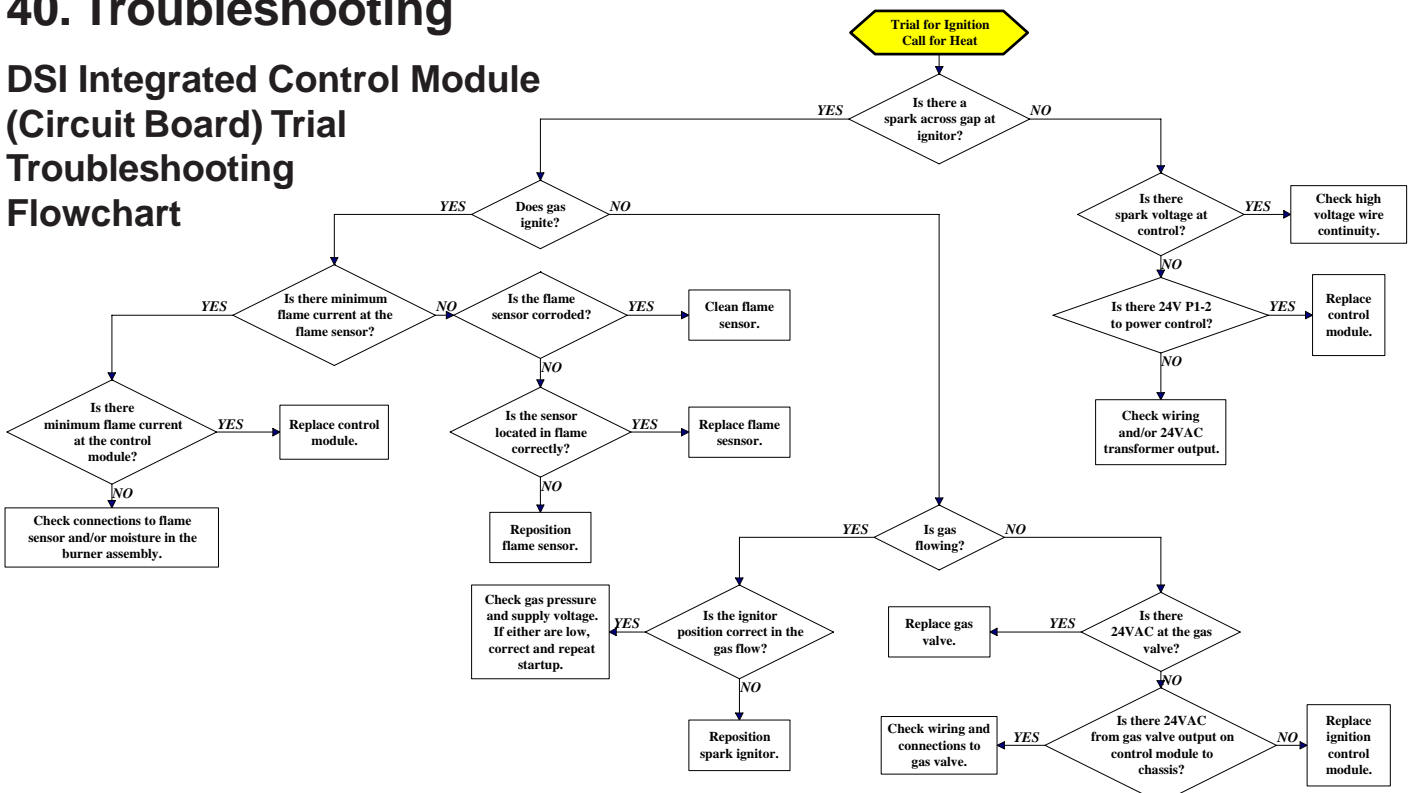 40. Troubleshooting
DSI Integrated Control Module
(Circuit Board) Trial
Troubleshooting
Flowchart
Trial for Ignition
Call for Heat
Is there a
spark across gap at
ignitor?
YES
NO
Does gas
ignite?
YES
NO
Is there
spark voltage at
control?
YES
NO
Check high
voltage wire
continuity.
Is there minimum
flame current at the
flame sensor?
YES
NO
Is the flame
sensor corroded?
YES
NO
Clean flame
sensor.
Is there 24V P1-2
to power control?
YES
NO
Replace
control
module.
Is there
minimum flame current
at the control
module?
YES
NO
Replace control
module.
Is the sensor
located in flame
correctly?
YES
NO
Replace flame
sesnsor.
Check wiring
and/or 24VAC
transformer output.
Check connections to flame
sensor and/or moisture in the
burner assembly.
Reposition
flame sensor.
Is gas
flowing?
YES
NO
Check gas pressure
and supply voltage.
If either are low,
correct and repeat
startup.
YES
Is the ignitor
position correct in the
gas flow?
NO
Replace gas
valve.
YES
Is there
24VAC at the gas
valve?
NO
Reposition
spark ignitor.
Check wiring and
connections to
gas valve.
YES
Is there 24VAC
from gas valve output on
control module to
chassis?
NO
Replace
ignition
control
module.